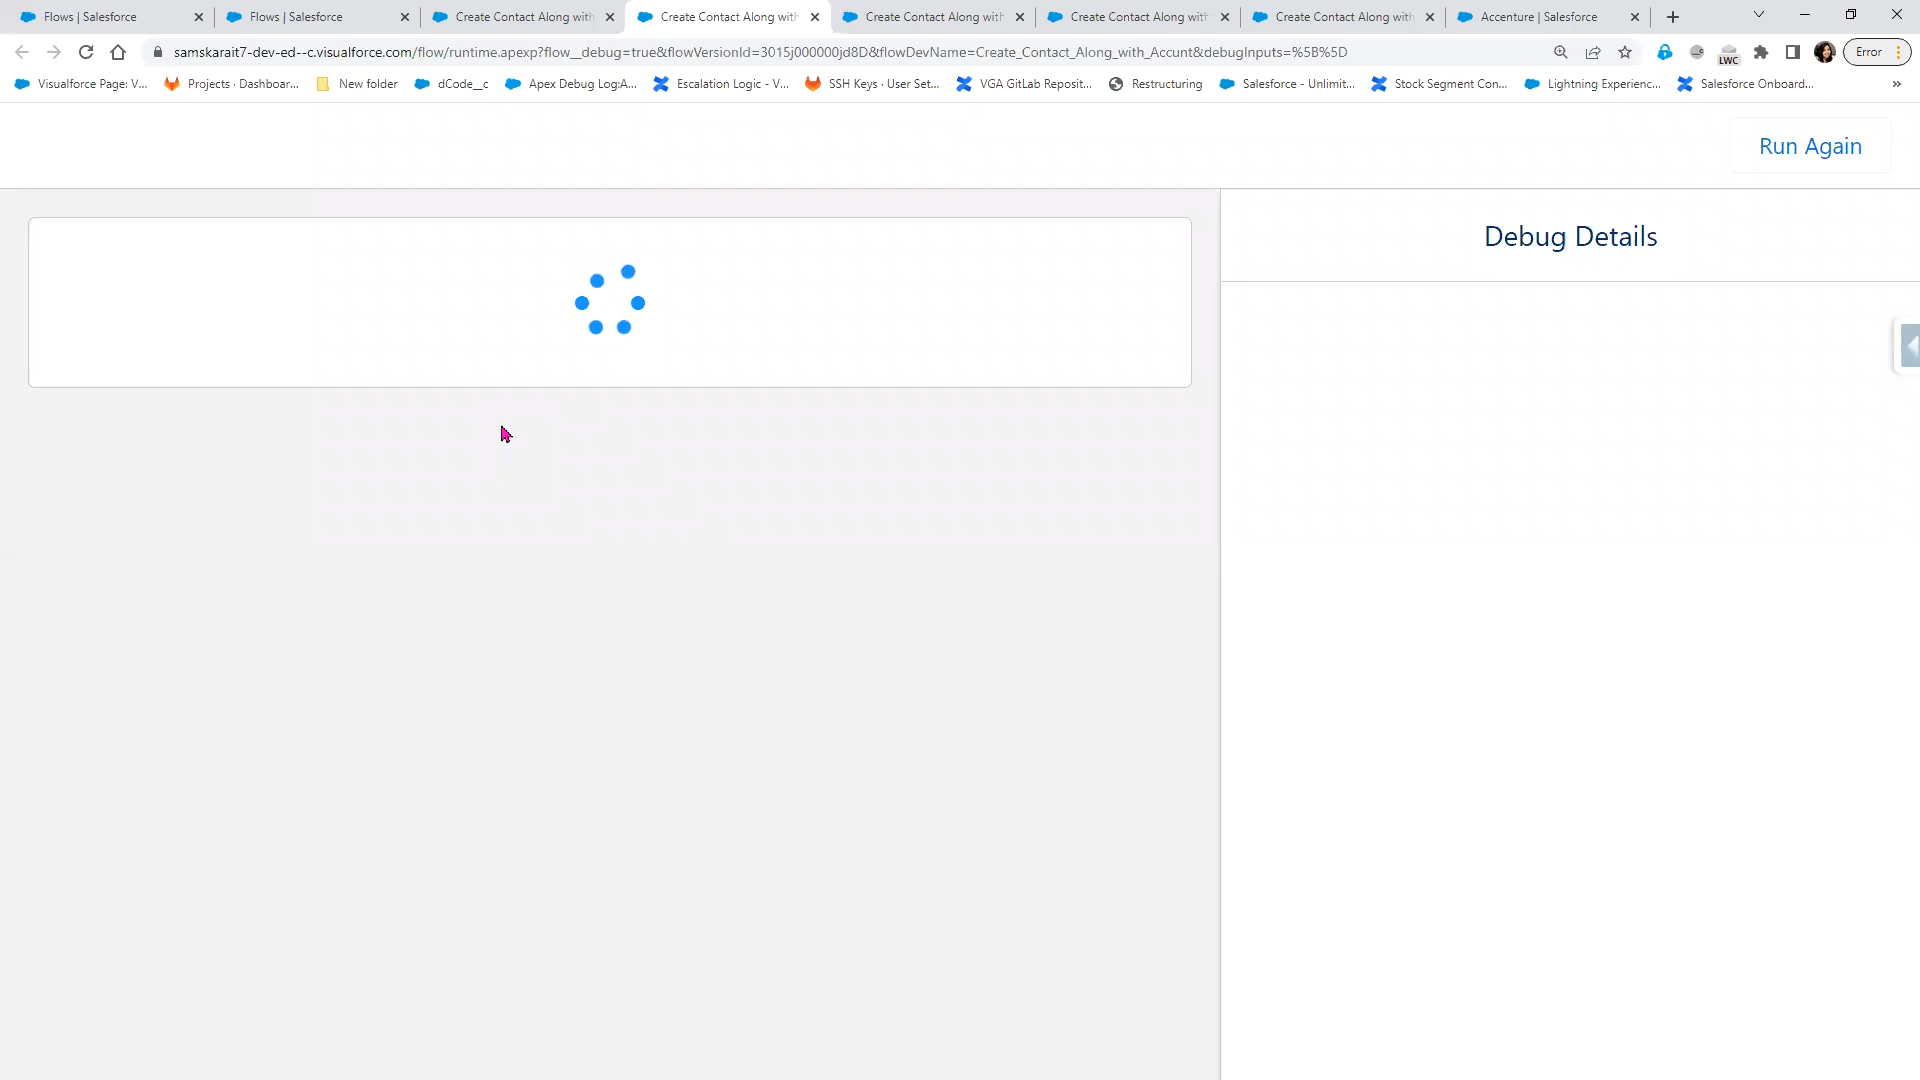 Flows | Salesforce
Flows | Salesforce
Create Contact Along with
Create Contact Along with
Create Contact Along with
Create Contact Along with
Create Contact Along with
Accenture | Salesforce
samskarait7-dev-ed--c.visualforce.com/flow/runtime.apexp?flow__debug=true&flowVersionId=3015j000000jd8D&flowDevName=Create_Contact_Along_with_Accunt&debugInputs=%5B%5D
LWC
Error
Visualforce Page: V...
Projects · Dashboar...
New folder
dCode__c
Apex Debug Log:A...
Escalation Logic - V...
SSH Keys · User Set...
VGA GitLab Reposit...
Restructuring
Salesforce - Unlimit...
Stock Segment Con...
Lightning Experienc...
Salesforce Onboard...
»
Run Again
Debug Details